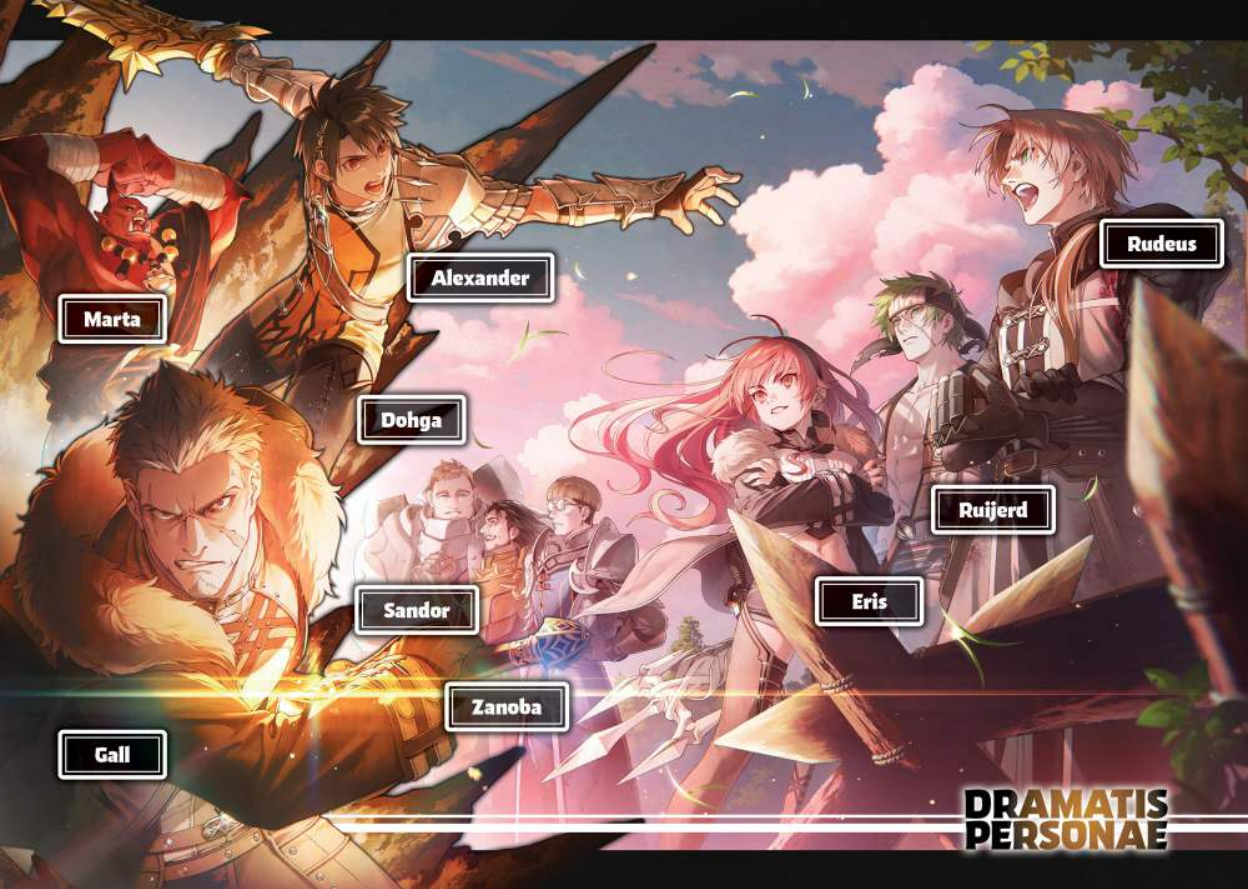 Rudeus
Alexander
Marta
Dohga
Ruijerd
Eris
Sandor
Zanoba
Gall
DRAMATIS
PERSONAE